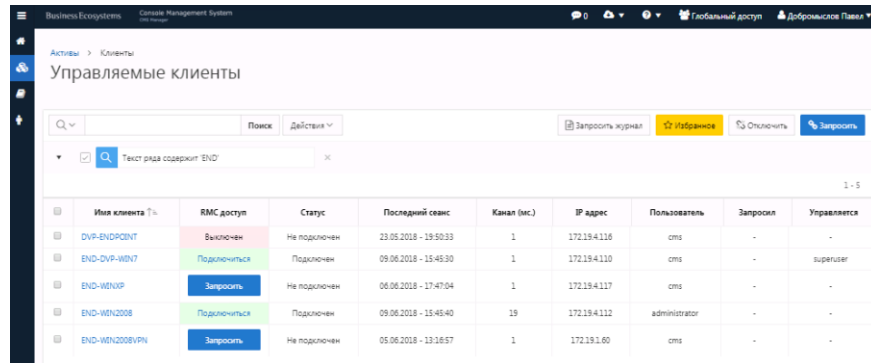 Business Ecosystems Console Management System
CMS Manager
0 Глобальный доступ Добромыслов Павел
Активы > Клиенты
Управляемые клиенты
Поиск Действия Запросить журнал Избранное Отключить Запросить
Текст ряда содержит 'END'
1 - 5
Имя клиента RMC доступ Статус Последний сеанс Канал (мс.) IP адрес Пользователь Запросил Управляется
DVP-ENDPOINT Выключен Не подключен 23.05.2018 - 19:50:33 1 172.19.4.116 cms - -
END-DVP-WIN7 Подключиться Подключен 09.06.2018 - 15:45:30 1 172.19.4.110 cms - superuser
END-WINXP Запросить Не подключен 06.06.2018 - 17:47:04 1 172.19.4.117 cms - -
END-WIN2008 Подключиться Подключен 09.06.2018 - 15:45:40 19 172.19.4.112 administrator - -
END-WIN2008VPN Запросить Не подключен 05.06.2018 - 13:16:57 1 172.19.1.60 cms - -